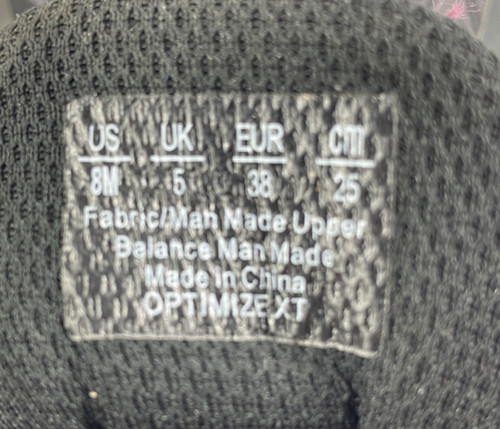 US UK EUR cm
8M 5 38 25
Fabric/Man Made Upper
Balance Man Made
Made in China
OPTIMIZE XT